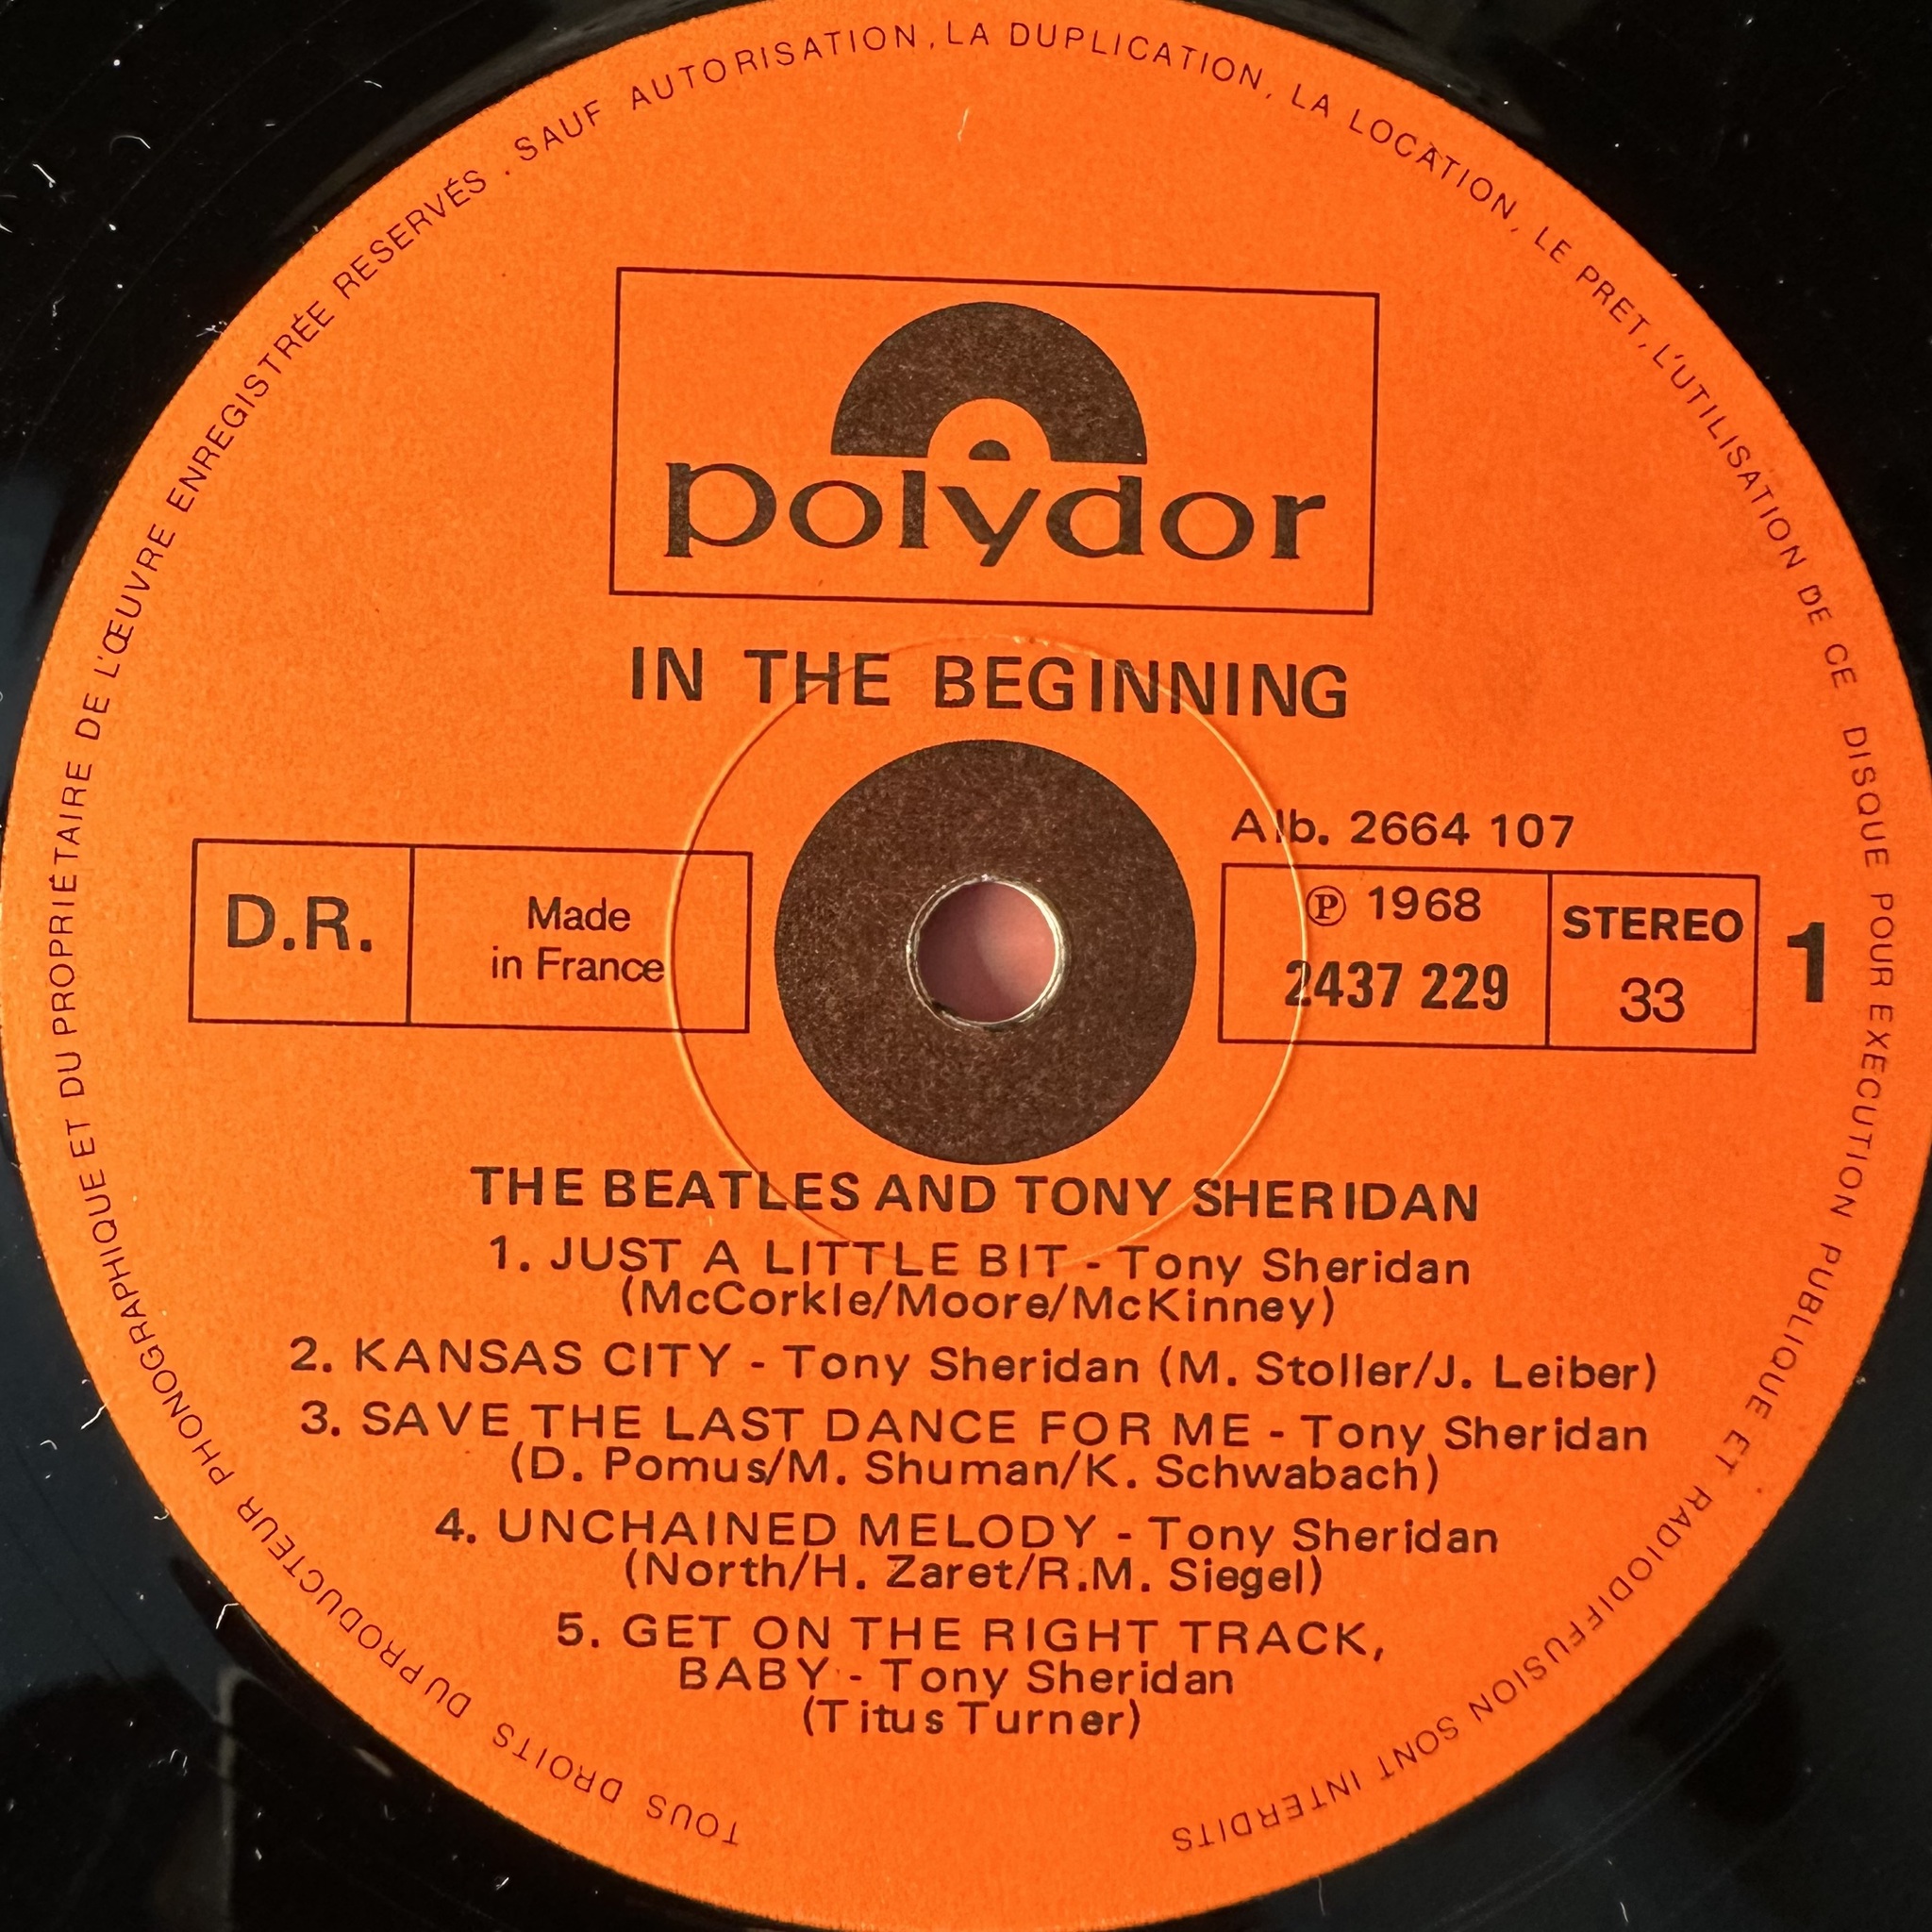 TOUS DROITS DU PRODUCTEUR PHONOGRAPHIQUE ET DU PROPRIÉTAIRE DE L'ŒUVRE ENREGISTRÉE RESERVÉS . SAUF AUTORISATION, LA DUPLICATION, LA LOCATION, LE PRET, L'UTILISATION DE CE DISQUE POUR EXECUTION PUBLIQUE ET RADIODIFFUSION SONT INTERDITS
polydor
IN THE BEGINNING
D.R.
Made
in France
Alb. 2664 107
℗ 1968
2437 229
STEREO
33
1
THE BEATLES AND TONY SHERIDAN
1. JUST A LITTLE BIT - Tony Sheridan
(McCorkle/Moore/McKinney)
2. KANSAS CITY - Tony Sheridan (M. Stoller/J. Leiber)
3. SAVE THE LAST DANCE FOR ME - Tony Sheridan
(D. Pomus/M. Shuman/K. Schwabach)
4. UNCHAINED MELODY - Tony Sheridan
(North/H. Zaret/R.M. Siegel)
5. GET ON THE RIGHT TRACK,
BABY - Tony Sheridan
(Titus Turner)